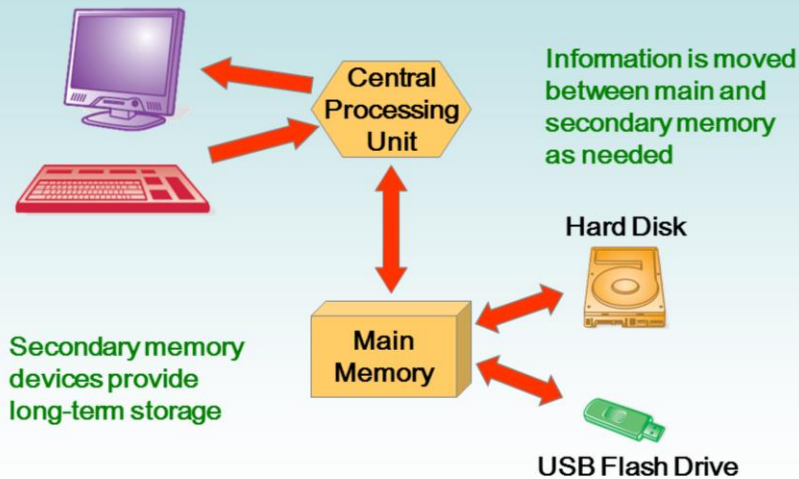 Central
Processing
Unit
Information is moved
between main and
secondary memory
as needed
Hard Disk
Main
Memory
Secondary memory
devices provide
long-term storage
USB Flash Drive